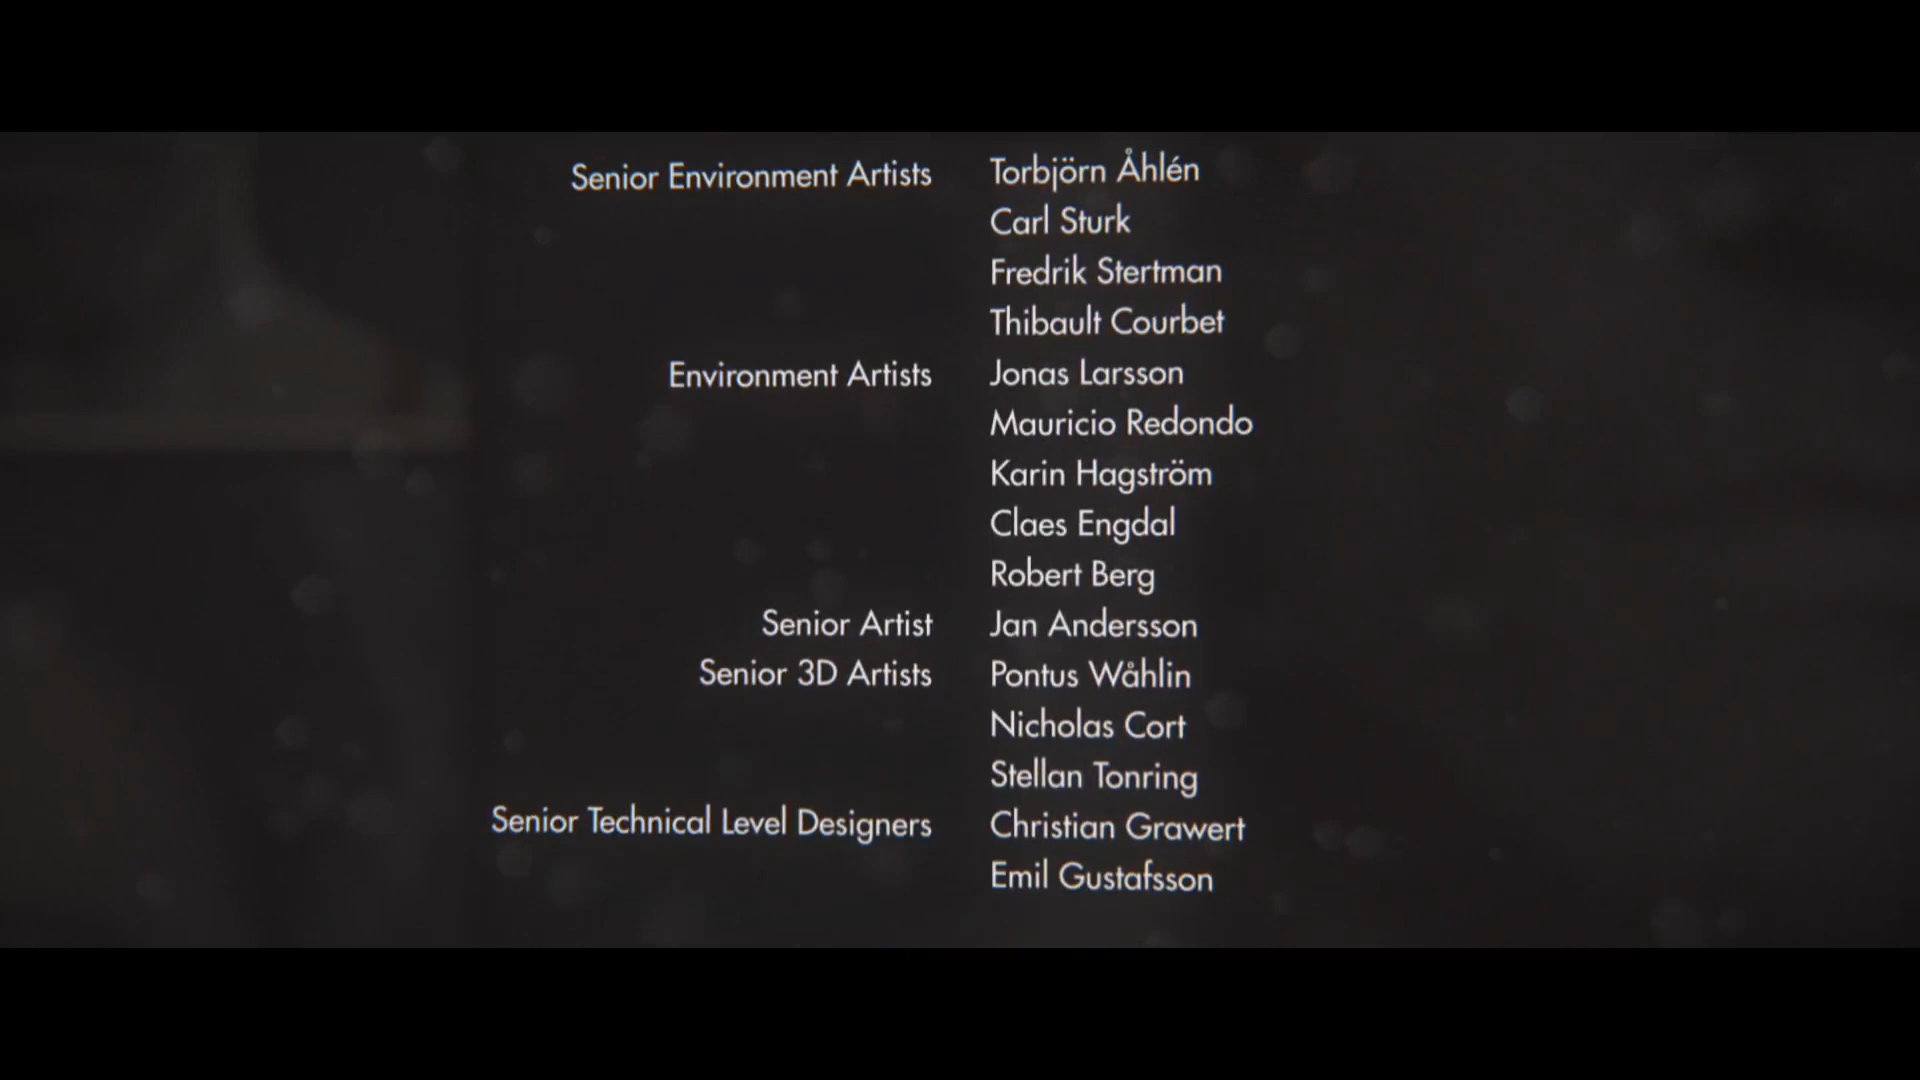 Senior Environment Artists Torbjörn Åhlén
Carl Sturk
Fredrik Stertman
Thibault Courbet
Environment Artists Jonas Larsson
Mauricio Redondo
Karin Hagström
Claes Engdal
Robert Berg
Senior Artist Jan Andersson
Senior 3D Artists Pontus Wåhlin
Nicholas Cort
Stellan Tonring
Senior Technical Level Designers Christian Grawert
Emil Gustafsson